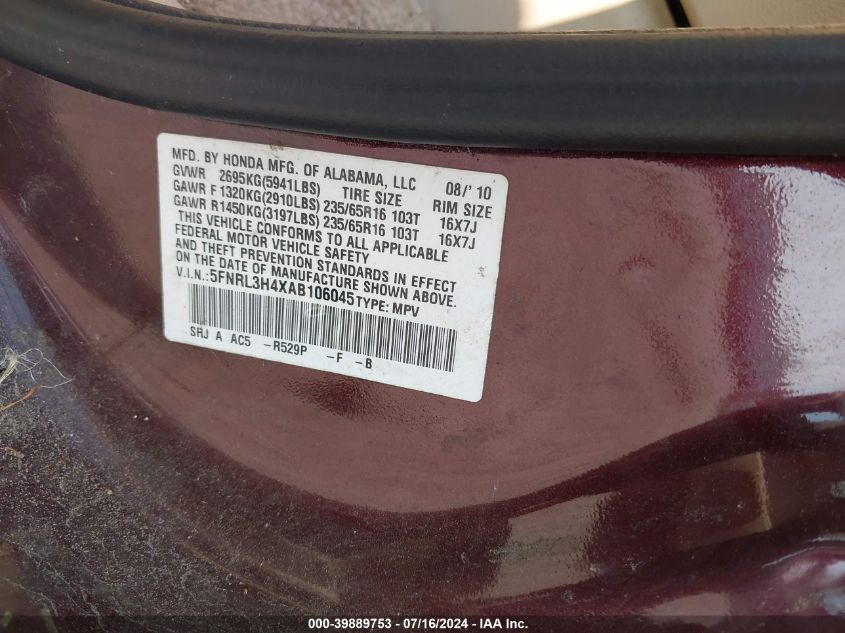 MFD. BY HONDA MFG. OF ALABAMA, LLC 08/'10
GVWR 2695KG(5941LBS) TIRE SIZE RIM SIZE
GAWR F 1320KG(2910LBS) 235/65R16 103T 16X7J
GAWR R1450KG(3197LBS) 235/65R16 103T 16X7J
THIS VEHICLE CONFORMS TO ALL APPLICABLE
FEDERAL MOTOR VEHICLE SAFETY
AND THEFT PREVENTION STANDARDS IN EFFECT
ON THE DATE OF MANUFACTURE SHOWN ABOVE.
V.I.N.:5FNRL3H4XAB106045 TYPE: MPV
SRJ A AC5 -R529P -F -B
000-39889753 - 07/16/2024 - IAAI.com